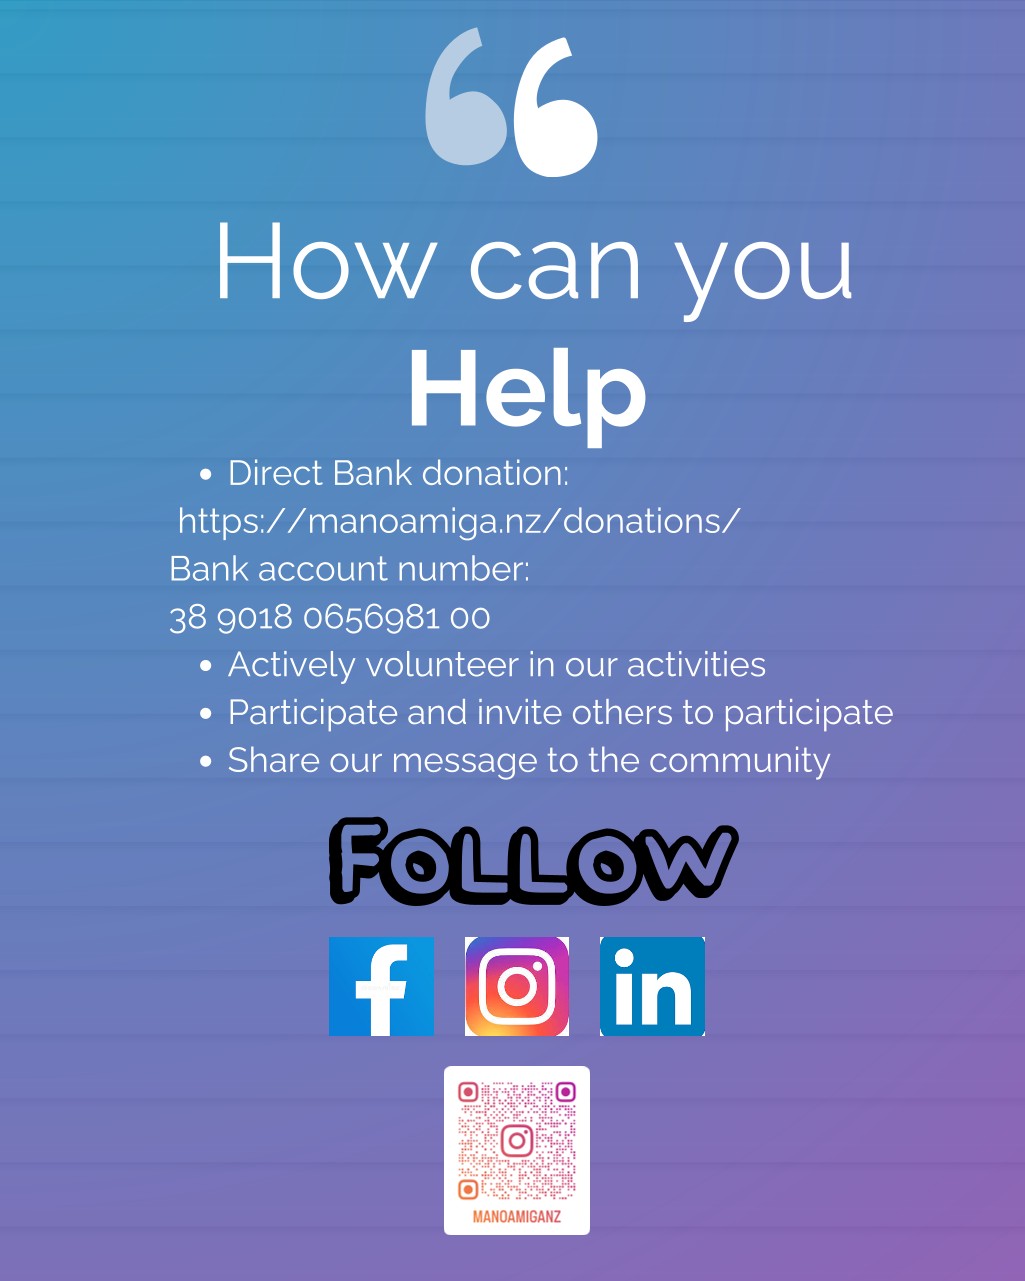 How can you
Help
• Direct Bank donation:
https://manoamiga.nz/donations/
Bank account number:
38 9018 0656981 00
• Actively volunteer in our activities
• Participate and invite others to participate
• Share our message to the community
FOLLOW
f
in
MANOAMIGANZ